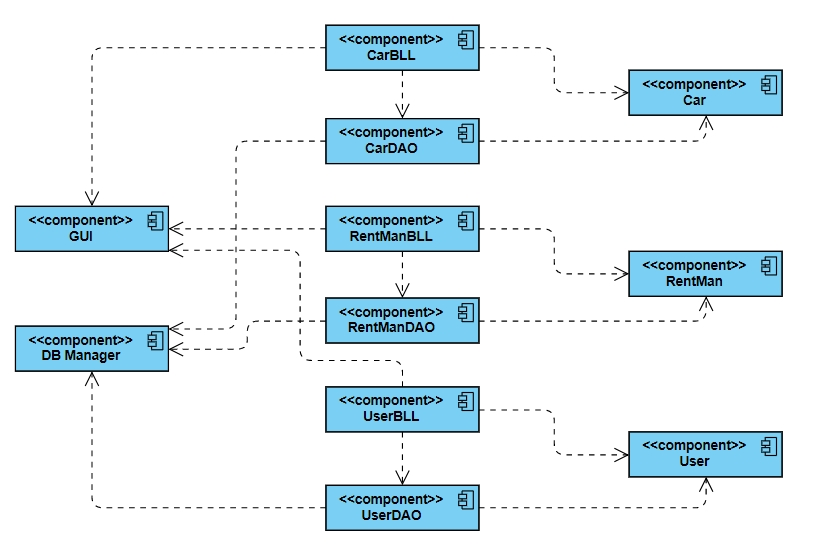 <<component>>
CarBLL
<<component>>
Car
<<component>>
CarDAO
<<component>>
GUI
<<component>>
RentManBLL
<<component>>
RentMan
<<component>>
RentManDAO
<<component>>
DB Manager
<<component>>
UserBLL
<<component>>
User
<<component>>
UserDAO